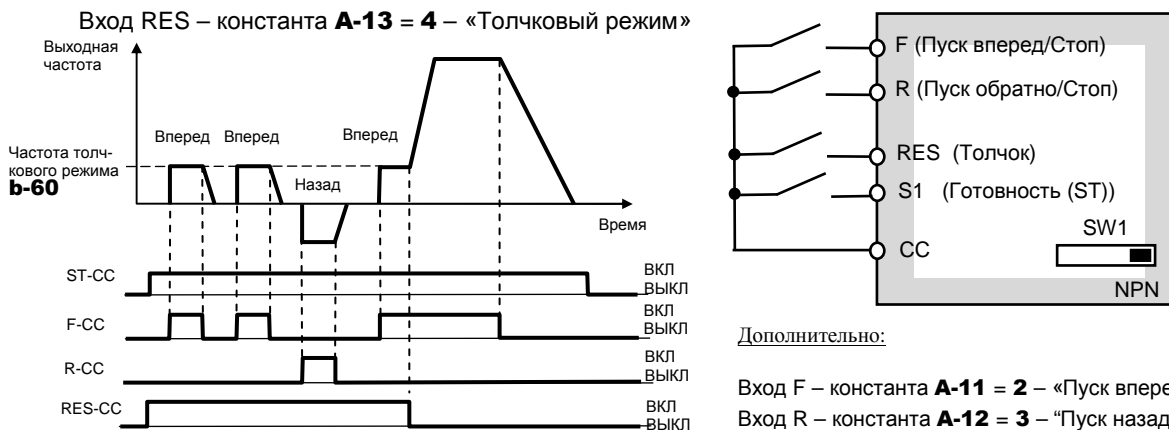 Вход RES – константа A-13 = 4 – «Толчковый режим»
Выходная
частота
Вперед
Вперед
Вперед
Частота толч-
кового режима
b-60
Назад
Время
ST-CC
ВКЛ
ВЫКЛ
F-CC
ВКЛ
ВЫКЛ
R-CC
ВКЛ
ВЫКЛ
RES-CC
ВКЛ
ВЫКЛ
F (Пуск вперед/Стоп)
R (Пуск обратно/Стоп)
RES (Толчок)
S1 (Готовность (ST))
CC
SW1
NPN
Дополнительно:
Вход F – константа A-11 = 2 – «Пуск впере
Вход R – константа A-12 = 3 – “Пуск назад